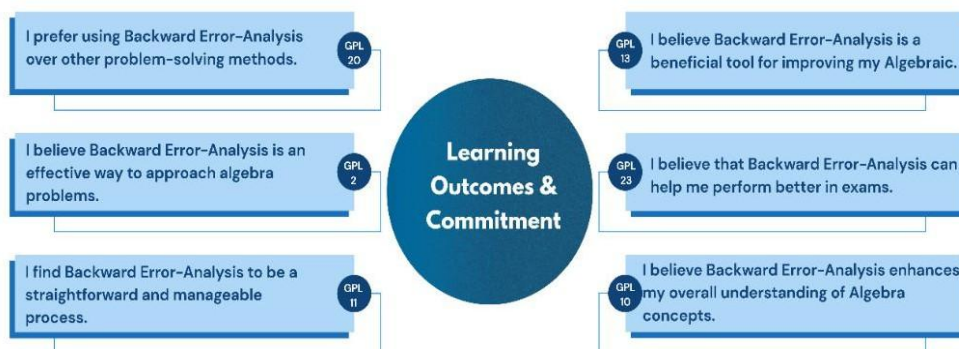 I prefer using Backward Error-Analysis
over other problem-solving methods.
GPL
20
I believe Backward Error-Analysis is an
effective way to approach algebra
problems.
GPL
2
I find Backward Error-Analysis to be a
straightforward and manageable
process.
GPL
11
Learning
Outcomes &
Commitment
GPL
13
I believe Backward Error-Analysis is a
beneficial tool for improving my Algebraic.
GPL
23
I believe that Backward Error-Analysis can
help me perform better in exams.
GPL
10
I believe Backward Error-Analysis enhances
my overall understanding of Algebra
concepts.